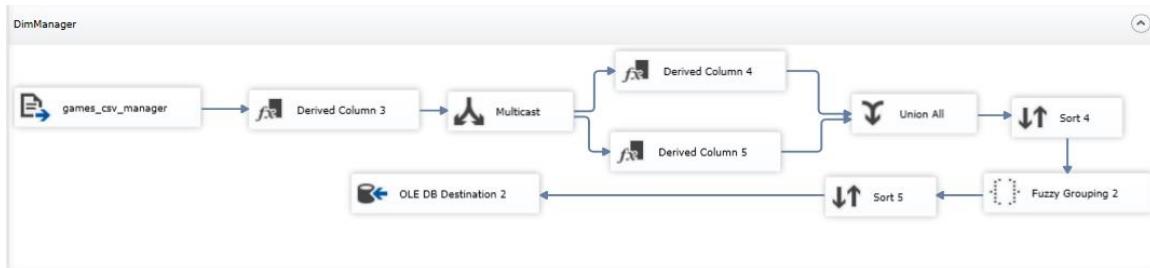 DimManager
games_csv_manager
Derived Column 3
Multicast
Derived Column 4
Derived Column 5
Union All
Sort 4
Fuzzy Grouping 2
Sort 5
OLE DB Destination 2